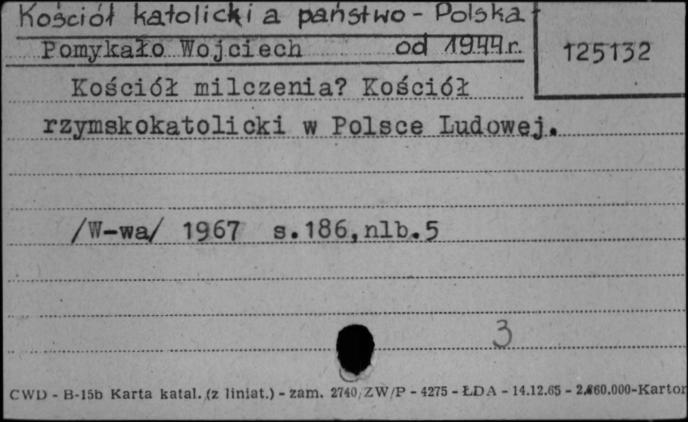 Kościół katolicki a państwo - Polska
Pomykało Wojciech od 1944 r.
125132
Kościół milczenia? Kościół
rzymskokatolicki w Polsce Ludowej.
/W-wa/ 1967 s.186,nlb.5
3
CWD - B-15b Karta katal. (z liniat.) - zam. 2740/ZW/P - 4275 - ŁDA - 14.12.65 - 2.860.000-Karton